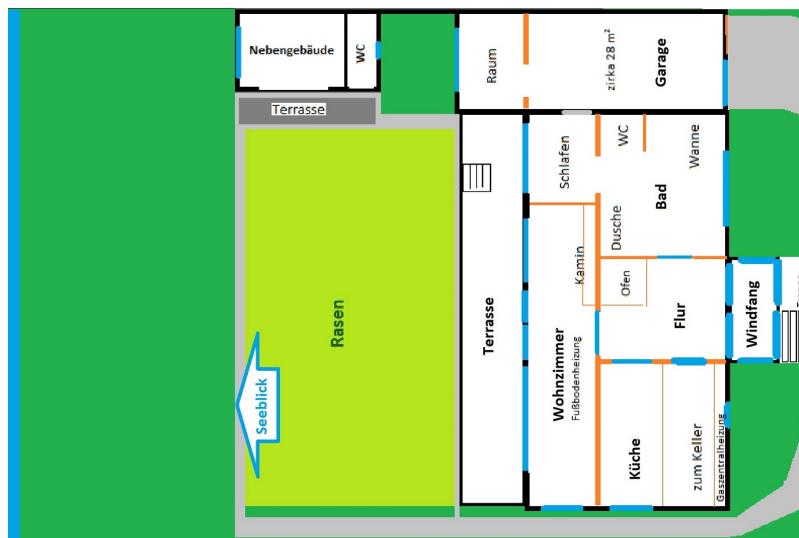 Nebengebäude
WC
Terrasse
Raum
zirka 28 m²
Garage
Schlafen
WC
Wanne
Bad
Dusche
Kamin
Ofen
Flur
Windfang
Terrasse
Wohnzimmer
Fußbodenheizung
Rasen
Seeblick
Küche
zum Keller
Gaszentralheizung